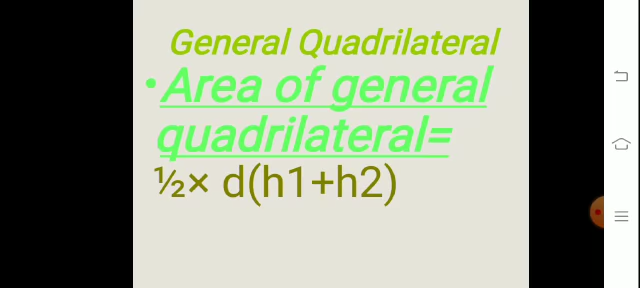 General Quadrilateral
•Area of general
quadrilateral=
½× d(h1+h2)